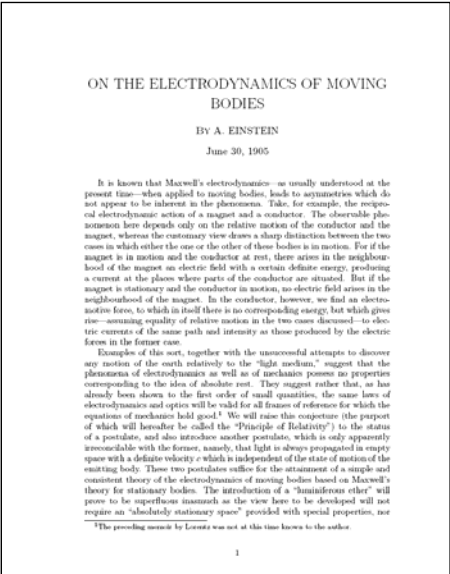 ON THE ELECTRODYNAMICS OF MOVING
BODIES
BY A. EINSTEIN
June 30, 1905
It is known that Maxwell's electrodynamics—as usually understood at the
present time—when applied to moving bodies, leads to asymmetries which do
not appear to be inherent in the phenomena. Take, for example, the recipro-
cal electrodynamic action of a magnet and a conductor. The observable phe-
nomenon here depends only on the relative motion of the conductor and the
magnet, whereas the customary view draws a sharp distinction between the two
cases in which either the one or the other of these bodies is in motion. For if the
magnet is in motion and the conductor at rest, there arises in the neighbour-
hood of the magnet an electric field with a certain definite energy, producing
a current at the places where parts of the conductor are situated. But if the
magnet is stationary and the conductor in motion, no electric field arises in the
neighbourhood of the magnet. In the conductor, however, we find an electro-
motive force, to which in itself there is no corresponding energy, but which gives
rise—assuming equality of relative motion in the two cases discussed—to elec-
tric currents of the same path and intensity as those produced by the electric
forces in the former case.
Examples of this sort, together with the unsuccessful attempts to discover
any motion of the earth relatively to the "light medium," suggest that the
phenomena of electrodynamics as well as of mechanics possess no properties
corresponding to the idea of absolute rest. They suggest rather that, as has
already been shown to the first order of small quantities, the same laws of
electrodynamics and optics will be valid for all frames of reference for which the
equations of mechanics hold good.¹ We will raise this conjecture (the purport
of which will hereafter be called the "Principle of Relativity") to the status
of a postulate, and also introduce another postulate, which is only apparently
irreconcilable with the former, namely, that light is always propagated in empty
space with a definite velocity c which is independent of the state of motion of the
emitting body. These two postulates suffice for the attainment of a simple and
consistent theory of the electrodynamics of moving bodies based on Maxwell's
theory for stationary bodies. The introduction of a "luminiferous ether" will
prove to be superfluous inasmuch as the view here to be developed will not
require an "absolutely stationary space" provided with special properties, nor
¹The preceding memoir by Lorentz was not at this time known to the author.
1